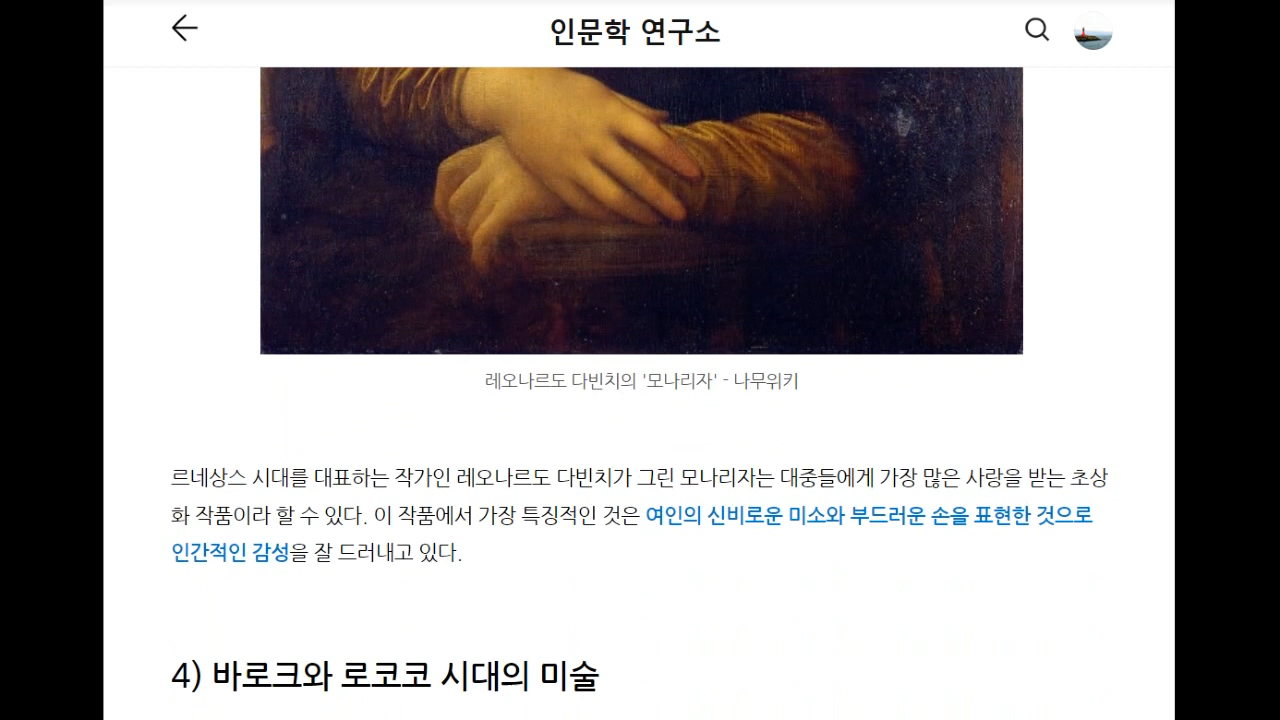 인문학 연구소
레오나르도 다빈치의 '모나리자' - 나무위키
르네상스 시대를 대표하는 작가인 레오나르도 다빈치가 그린 모나리자는 대중들에게 가장 많은 사랑을 받는 초상
화 작품이라 할 수 있다. 이 작품에서 가장 특징적인 것은 여인의 신비로운 미소와 부드러운 손을 표현한 것으로
인간적인 감성을 잘 드러내고 있다.
4) 바로크와 로코코 시대의 미술